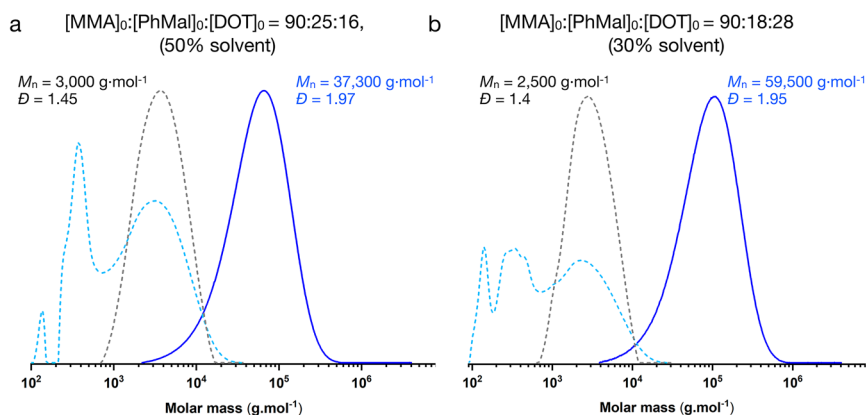 a
[MMA]₀:[PhMal]₀:[DOT]₀ = 90:25:16,
(50% solvent)
Mₙ = 3,000 g·mol⁻¹
Đ = 1.45
Mₙ = 37,300 g·mol⁻¹
Đ = 1.97
10² 10³ 10⁴ 10⁵ 10⁶
Molar mass (g.mol⁻¹)
b
[MMA]₀:[PhMal]₀:[DOT]₀ = 90:18:28
(30% solvent)
Mₙ = 2,500 g·mol⁻¹
Đ = 1.4
Mₙ = 59,500 g·mol⁻¹
Đ = 1.95
10² 10³ 10⁴ 10⁵ 10⁶
Molar mass (g.mol⁻¹)